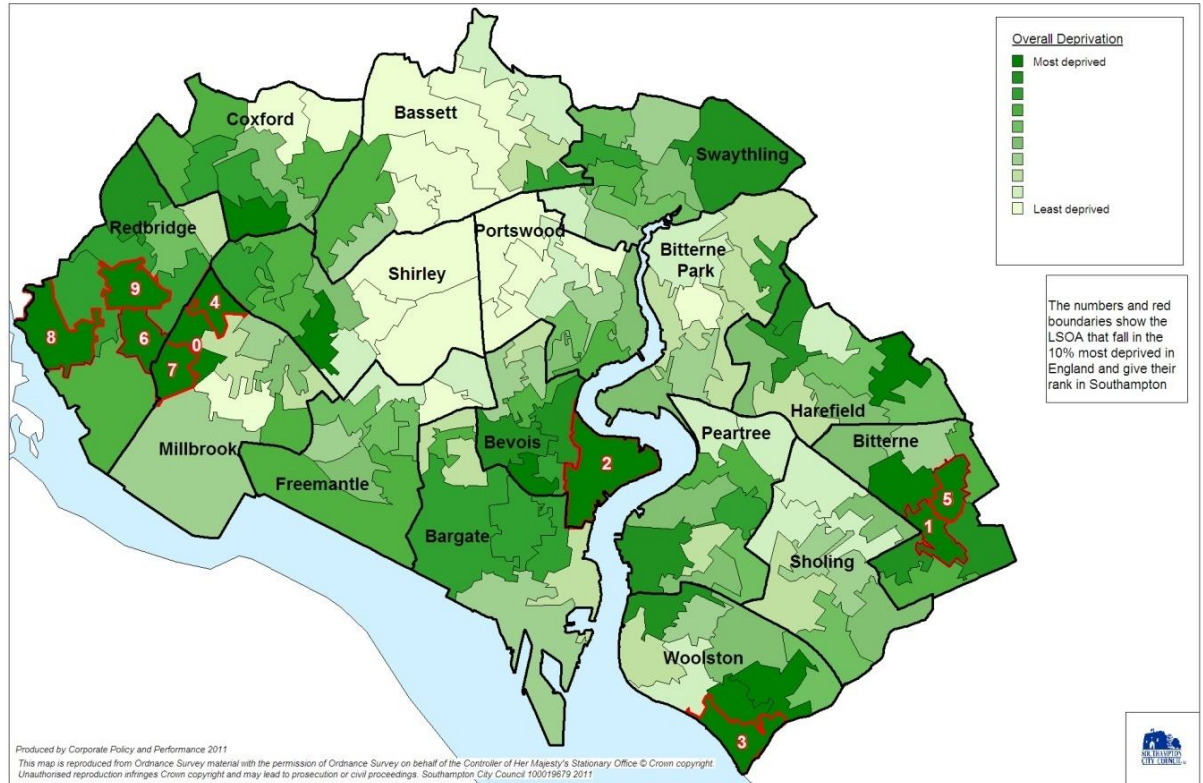 Overall Deprivation
Most deprived
Least deprived
The numbers and red
boundaries show the
LSOA that fall in the
10% most deprived in
England and give their
rank in Southampton
Coxford
Bassett
Swaythling
Redbridge
Portswood
Bitterne
Park
Shirley
9
4
8
6
0
7
Harefield
Peartree
Bitterne
Millbrook
Bevois
2
Freemantle
5
1
Bargate
Sholing
Woolston
3
Produced by Corporate Policy and Performance 2011
This map is reproduced from Ordnance Survey material with the permission of Ordnance Survey on behalf of the Controller of Her Majesty's Stationary Office © Crown copyright.
Unauthorised reproduction infringes Crown copyright and may lead to prosecution or civil proceedings. Southampton City Council 100019679 2011
SOUTHAMPTON
CITY COUNCIL